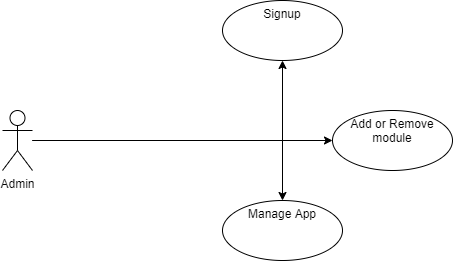 Signup
Add or Remove
module
Admin
Manage App